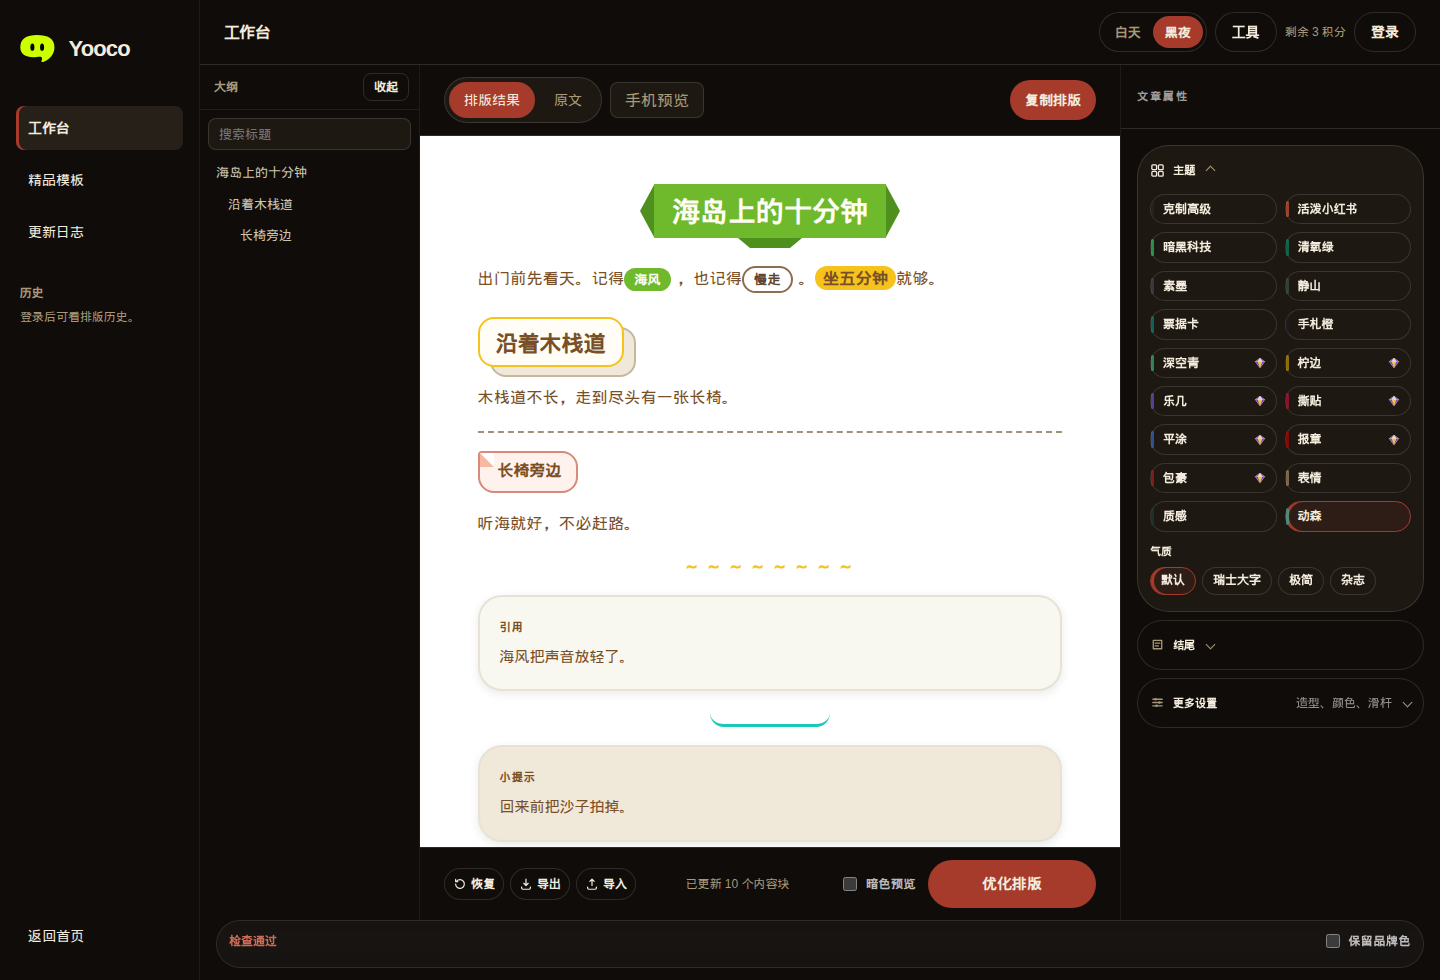 Yooco
工作台
精品模板
更新日志
历史
登录后可看排版历史。
返回首页
工作台
白天
黑夜
工具
剩余 3 积分
登录
大纲
收起
搜索标题
海岛上的十分钟
沿着木栈道
长椅旁边
排版结果
原文
手机预览
复制排版
海岛上的十分钟
出门前先看天。记得 海风 ，也记得 慢走 。 坐五分钟 就够。
沿着木栈道
木栈道不长，走到尽头有一张长椅。
长椅旁边
听海就好，不必赶路。
~ ~ ~ ~ ~ ~ ~ ~
引用
海风把声音放轻了。
小提示
回来前把沙子拍掉。
恢复
导出
导入
已更新 10 个内容块
暗色预览
优化排版
文章属性
主题
克制高级
活泼小红书
暗黑科技
清氧绿
素墨
静山
票据卡
手札橙
深空青
柠边
乐几
撕贴
平涂
报章
包豪
表情
质感
动森
气质
默认
瑞士大字
极简
杂志
结尾
更多设置
造型、颜色、滑杆
检查通过
保留品牌色